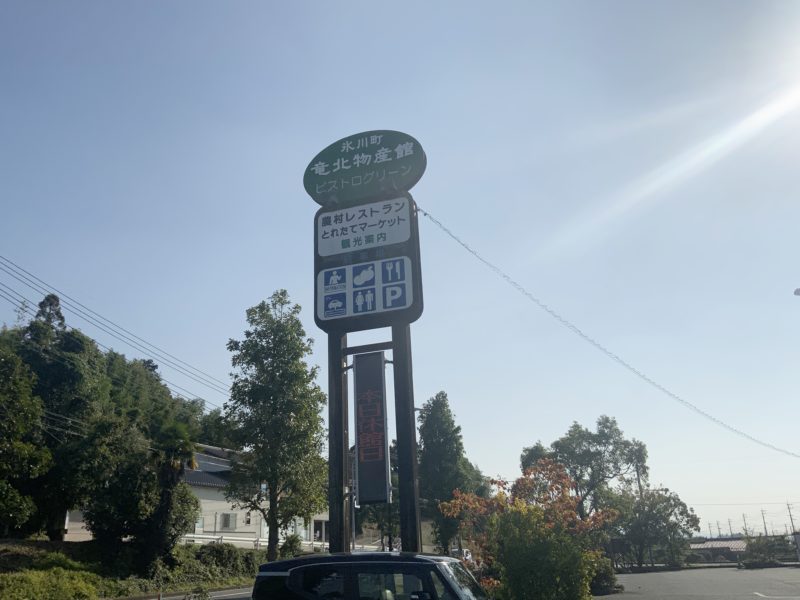 氷川町
竜北物産館
ビストログリーン
農村レストラン
とれたてマーケット
観光案内
P
本日休館日